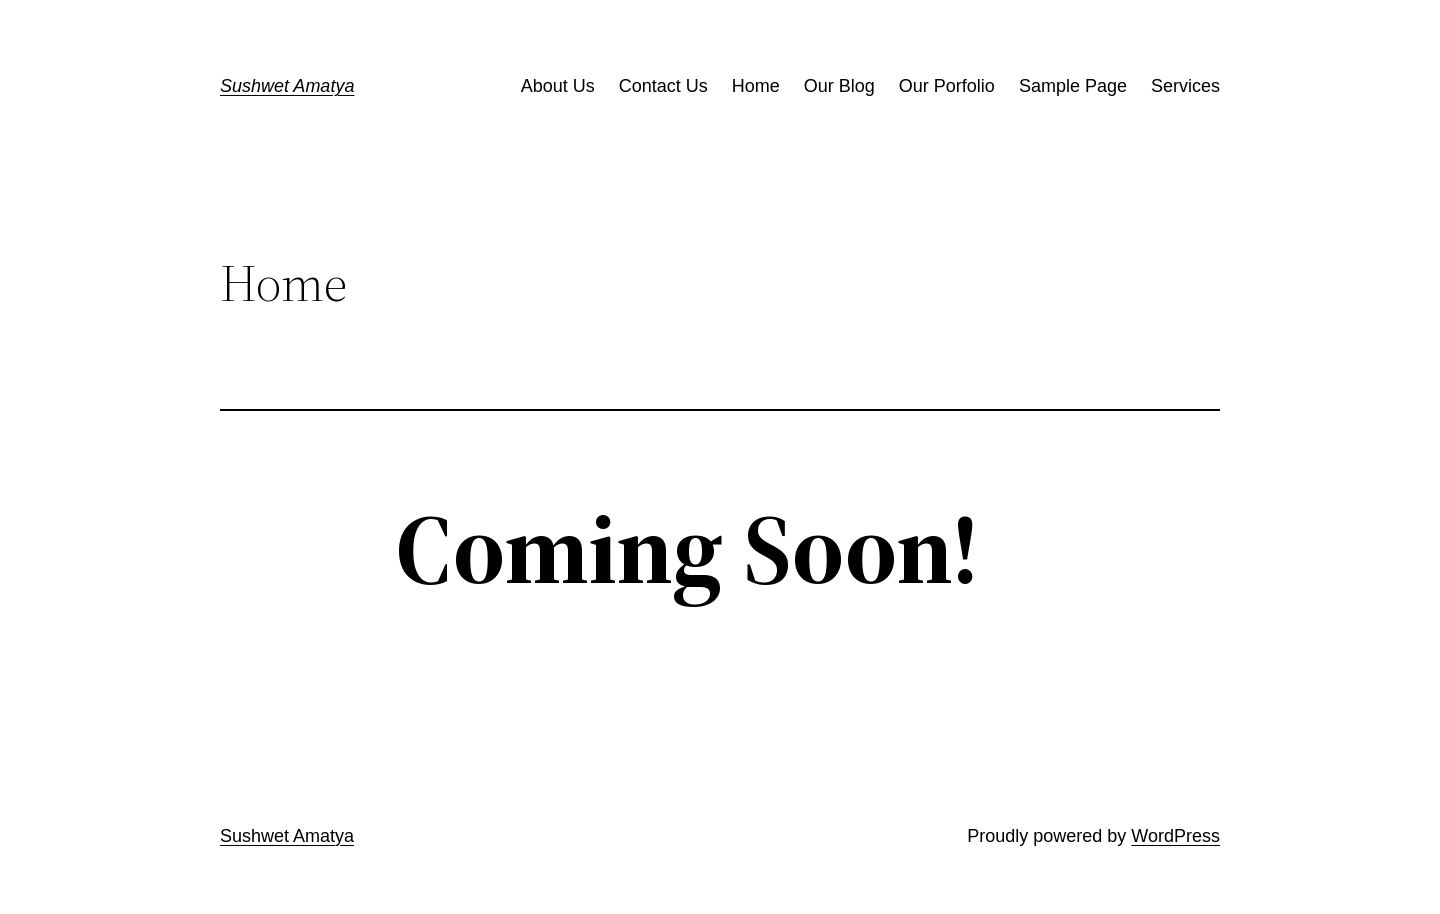 Sushwet Amatya
About Us Contact Us Home Our Blog Our Porfolio Sample Page Services
Home
Coming Soon!
Sushwet Amatya
Proudly powered by WordPress